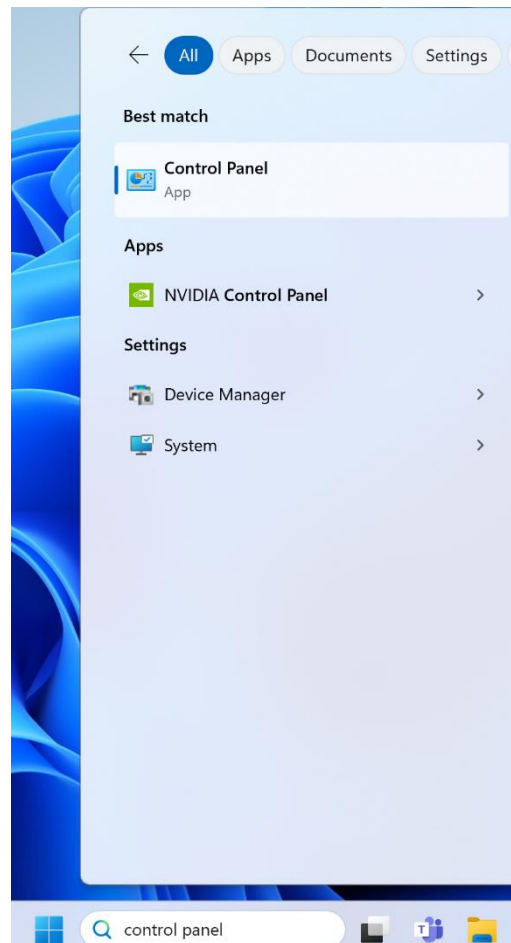 All Apps Documents Settings
Best match
Control Panel
App
Apps
NVIDIA Control Panel
Settings
Device Manager
System
control panel